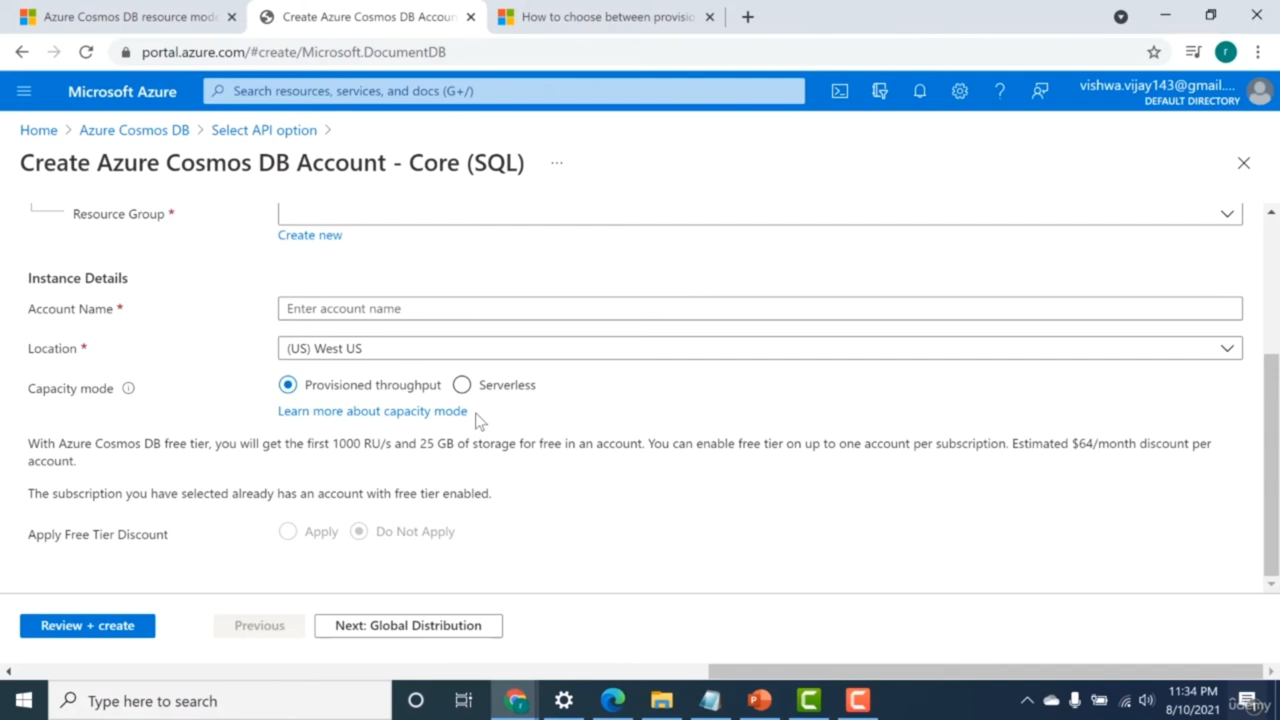 Azure Cosmos DB resource mode
Create Azure Cosmos DB Accoun
How to choose between provisio
portal.azure.com/#create/Microsoft.DocumentDB
r
Microsoft Azure
Search resources, services, and docs (G+/)
vishwa.vijay143@gmail....
DEFAULT DIRECTORY
Home > Azure Cosmos DB > Select API option >
Create Azure Cosmos DB Account - Core (SQL) ...
Resource Group *
Create new
Instance Details
Account Name *
Enter account name
Location *
(US) West US
Capacity mode
Provisioned throughput
Serverless
Learn more about capacity mode
With Azure Cosmos DB free tier, you will get the first 1000 RU/s and 25 GB of storage for free in an account. You can enable free tier on up to one account per subscription. Estimated $64/month discount per
account.
The subscription you have selected already has an account with free tier enabled.
Apply Free Tier Discount
Apply
Do Not Apply
Review + create
Previous
Next: Global Distribution
Type here to search
11:34 PM
8/10/2021
udemy